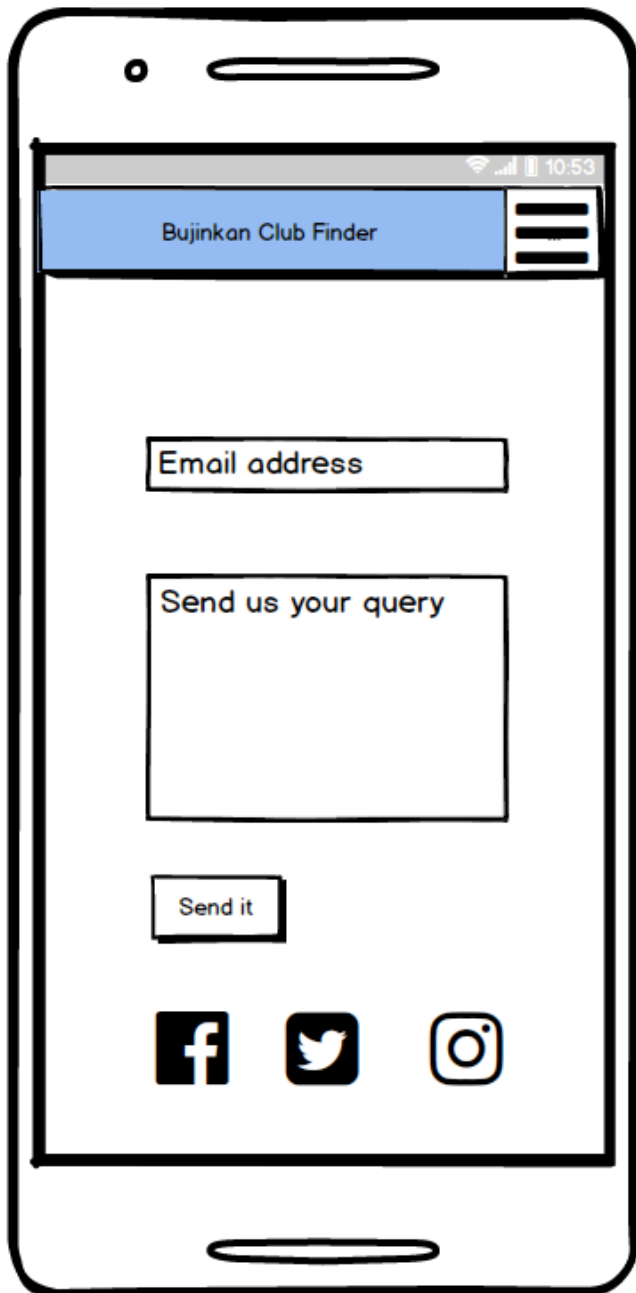 10:53
Bujinkan Club Finder
...
Email address
Send us your query
Send it